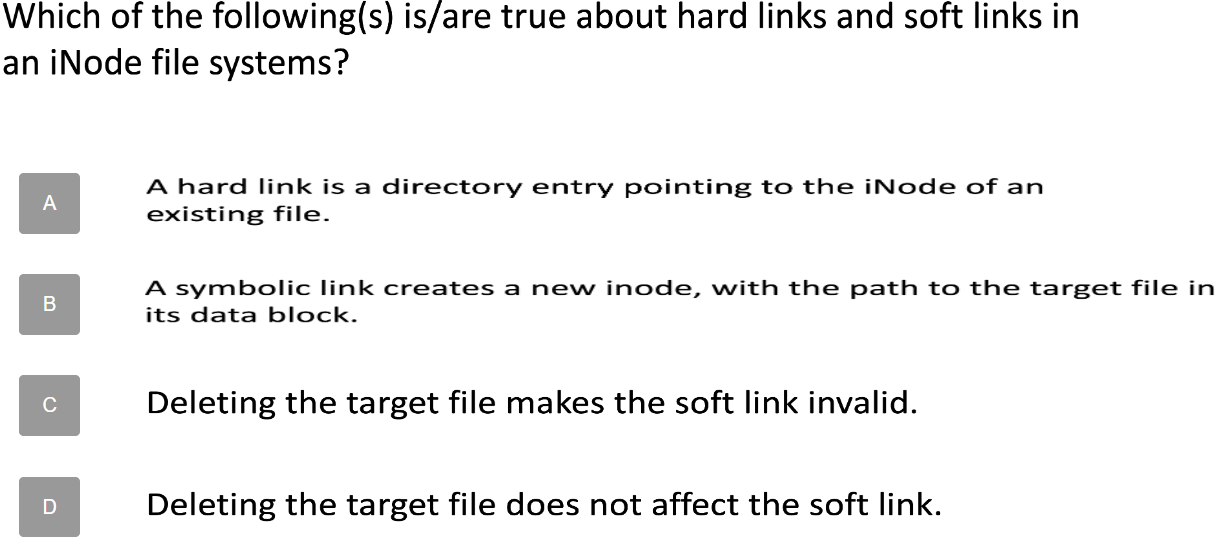 Which of the following(s) is/are true about hard links and soft links in
an iNode file systems?
A
A hard link is a directory entry pointing to the iNode of an
existing file.
B
A symbolic link creates a new inode, with the path to the target file in
its data block.
C
Deleting the target file makes the soft link invalid.
D
Deleting the target file does not affect the soft link.